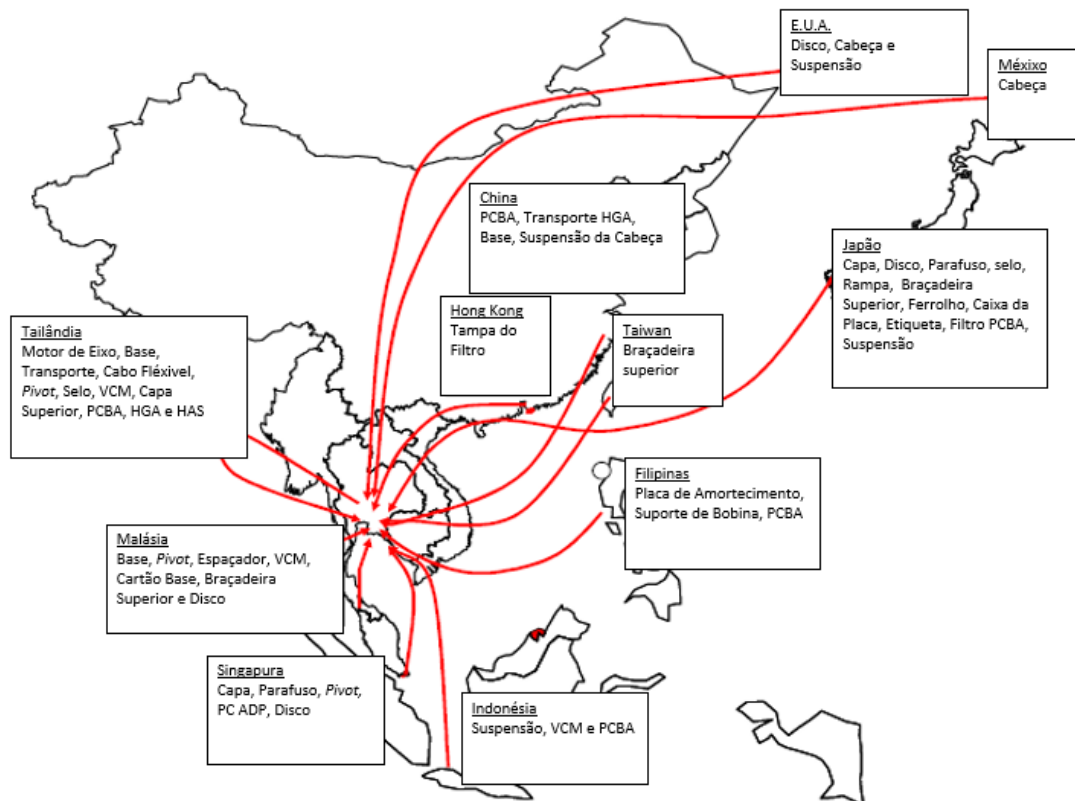 E.U.A.
Disco, Cabeça e
Suspensão
Méxixo
Cabeça
China
PCBA, Transporte HGA,
Base, Suspensão da Cabeça
Japão
Capa, Disco, Parafuso, selo,
Rampa, Braçadeira
Superior, Ferrolho, Caixa da
Placa, Etiqueta, Filtro PCBA,
Suspensão
Hong Kong
Tampa do
Filtro
Taiwan
Braçadeira
superior
Tailândia
Motor de Eixo, Base,
Transporte, Cabo Fléxivel,
Pivot, Selo, VCM, Capa
Superior, PCBA, HGA e HAS
Filipinas
Placa de Amortecimento,
Suporte de Bobina, PCBA
Malásia
Base, Pivot, Espaçador, VCM,
Cartão Base, Braçadeira
Superior e Disco
Singapura
Capa, Parafuso, Pivot,
PC ADP, Disco
Indonésia
Suspensão, VCM e PCBA